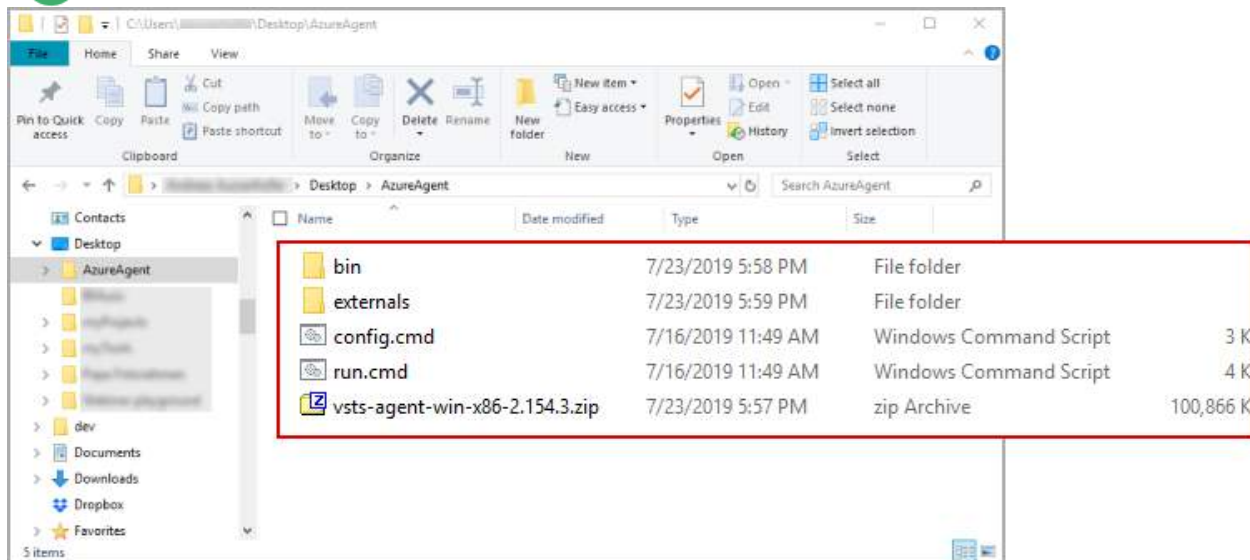 C:\Users\ \Desktop\AzureAgent
File Home Share View
Pin to Quick access
Copy
Paste
Cut
Copy path
Paste shortcut
Clipboard
Move to
Copy to
Delete
Rename
Organize
New folder
New item
Easy access
New
Properties
Open
Edit
History
Open
Select all
Select none
Invert selection
Select
Desktop > AzureAgent
Search AzureAgent
Contacts
Desktop
AzureAgent
dev
Documents
Downloads
Dropbox
Favorites
Name Date modified Type Size
bin 7/23/2019 5:58 PM File folder
externals 7/23/2019 5:59 PM File folder
config.cmd 7/16/2019 11:49 AM Windows Command Script 3 K
run.cmd 7/16/2019 11:49 AM Windows Command Script 4 K
vsts-agent-win-x86-2.154.3.zip 7/23/2019 5:57 PM zip Archive 100,866 K
5 items